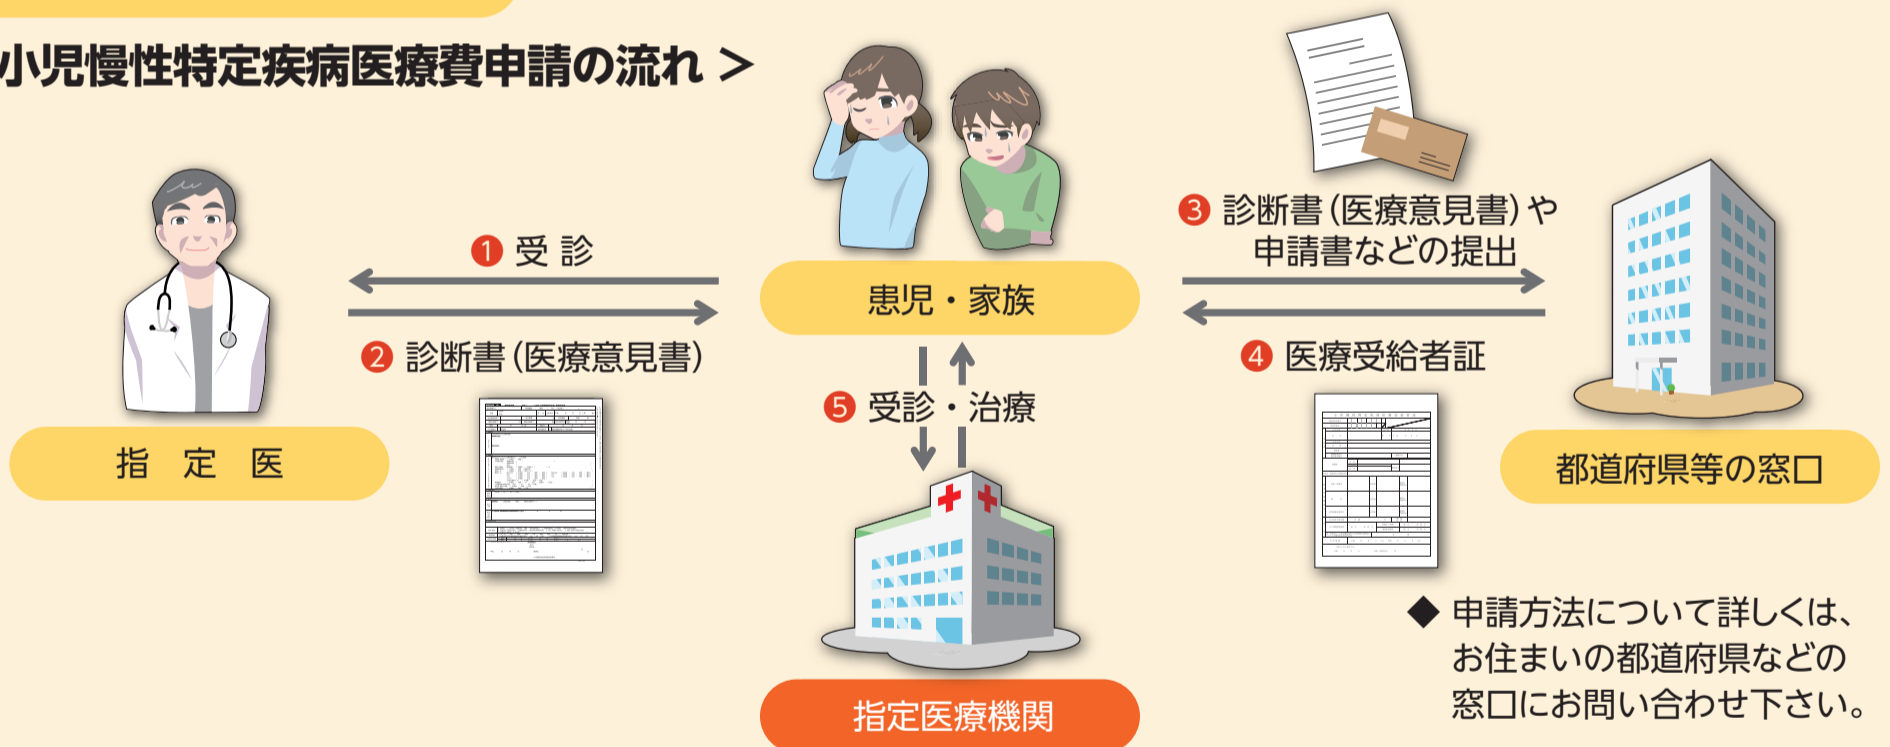 小児慢性特定疾病医療費申請の流れ >
❶ 受 診
❷ 診断書(医療意見書)
指 定 医
患児・家族
❸ 診断書(医療意見書)や
申請書などの提出
❹ 医療受給者証
都道府県等の窓口
❺ 受診・治療
指定医療機関
◆ 申請方法について詳しくは、
お住まいの都道府県などの
窓口にお問い合わせ下さい。